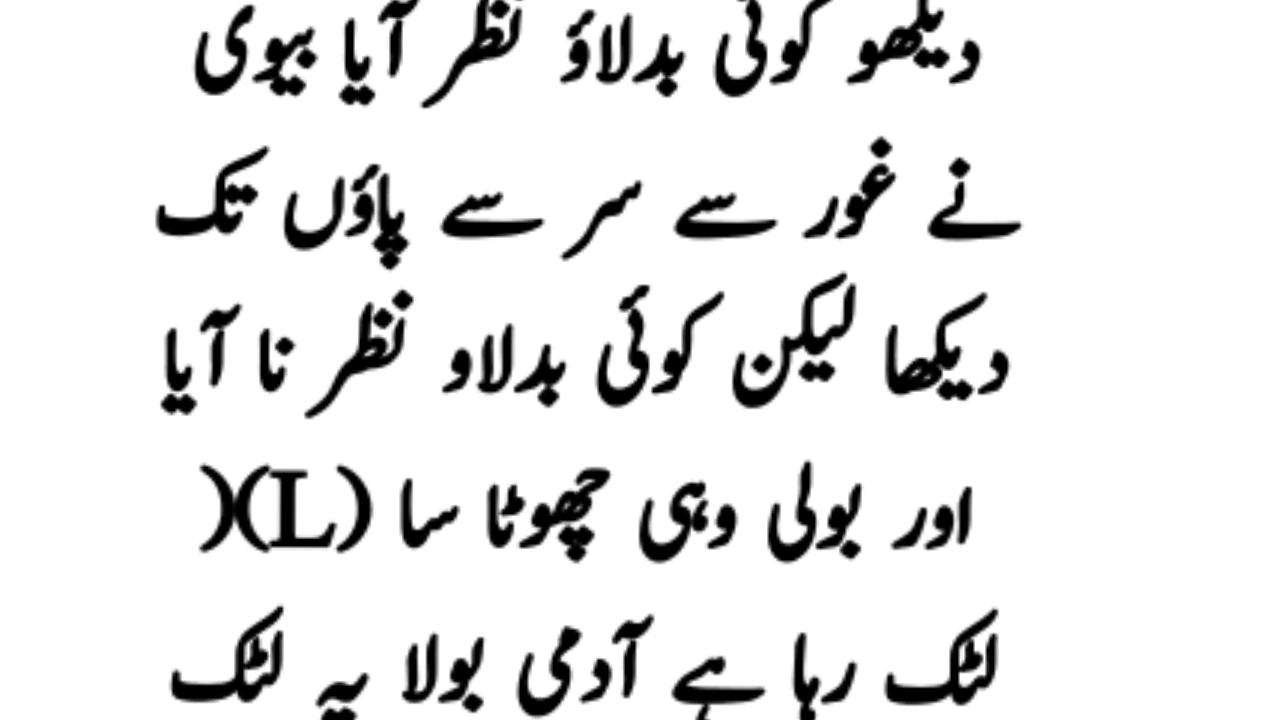 دیکھو کوئی بدلاؤ نظر آیا بیوی
نے غور سے سر سے پاؤں تک
دیکھا لیکن کوئی بدلاو نظر نا آیا
اور بولی وہی چھوٹا سا (L)(
لٹک رہا ہے آدمی بولا یہ لٹک